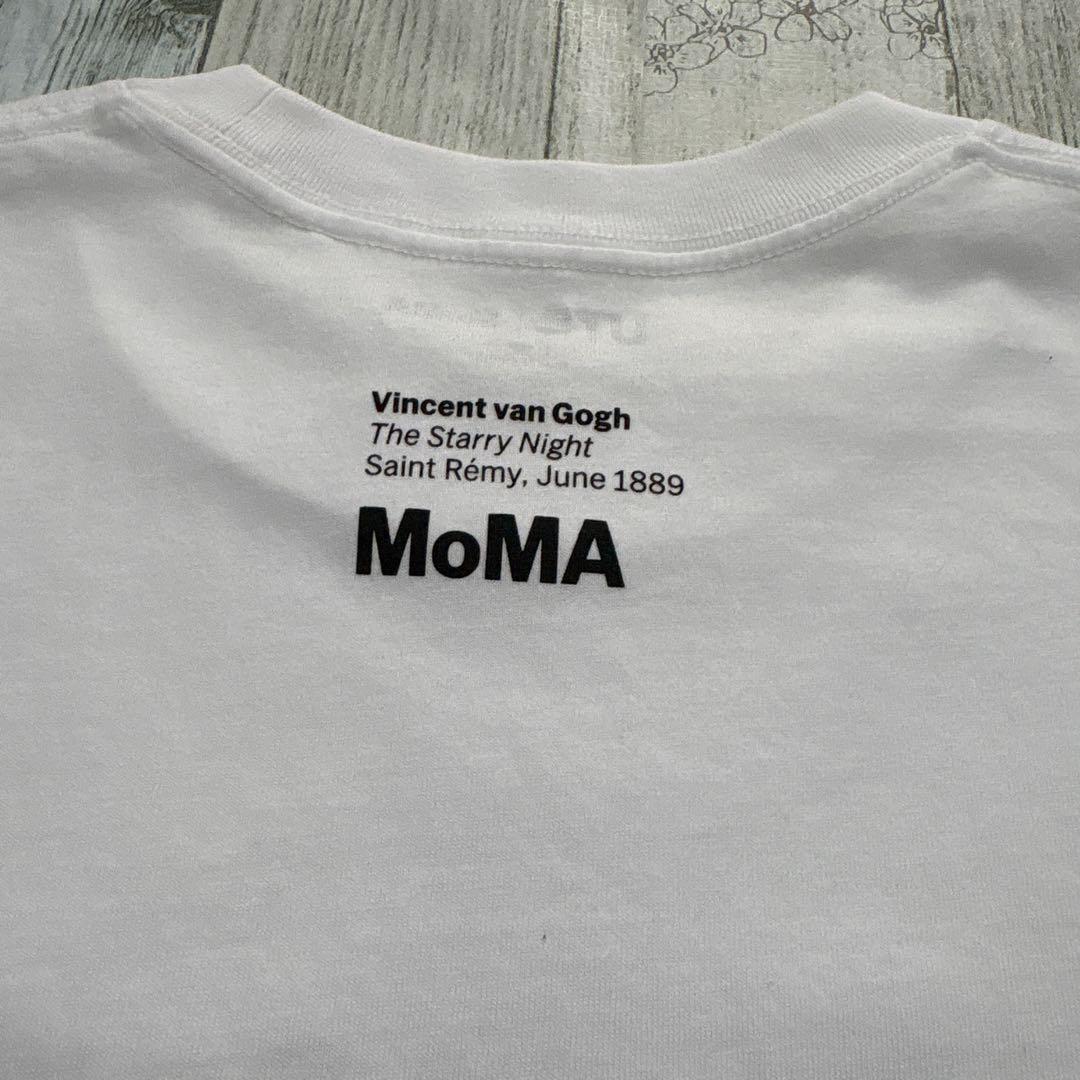 Vincent van Gogh
The Starry Night
Saint Rémy, June 1889
MoMA